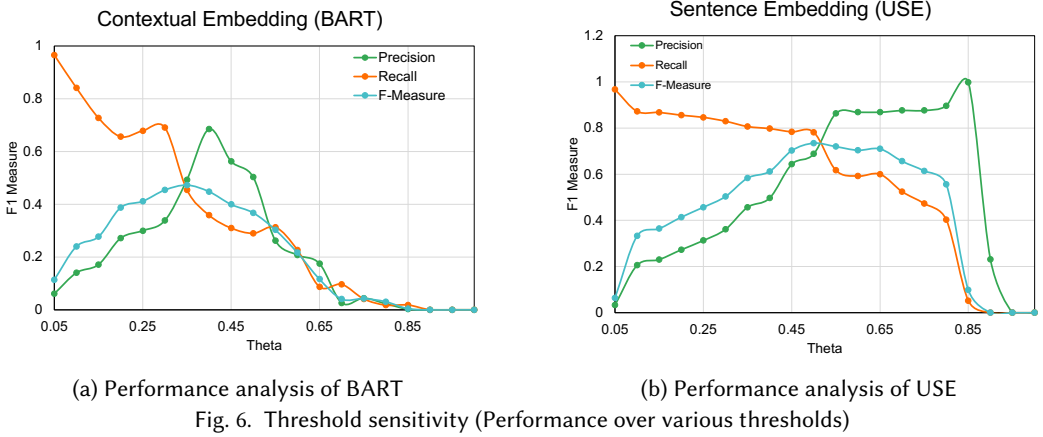 Contextual Embedding (BART)
F1 Measure
1
0.8
0.6
0.4
0.2
0
Precision
Recall
F-Measure
0.05
0.25
0.45
0.65
0.85
Theta
(a) Performance analysis of BART
Sentence Embedding (USE)
F1 Measure
1.2
1
0.8
0.6
0.4
0.2
0
Precision
Recall
F-Measure
0.05
0.25
0.45
0.65
0.85
Theta
(b) Performance analysis of USE
Fig. 6. Threshold sensitivity (Performance over various thresholds)